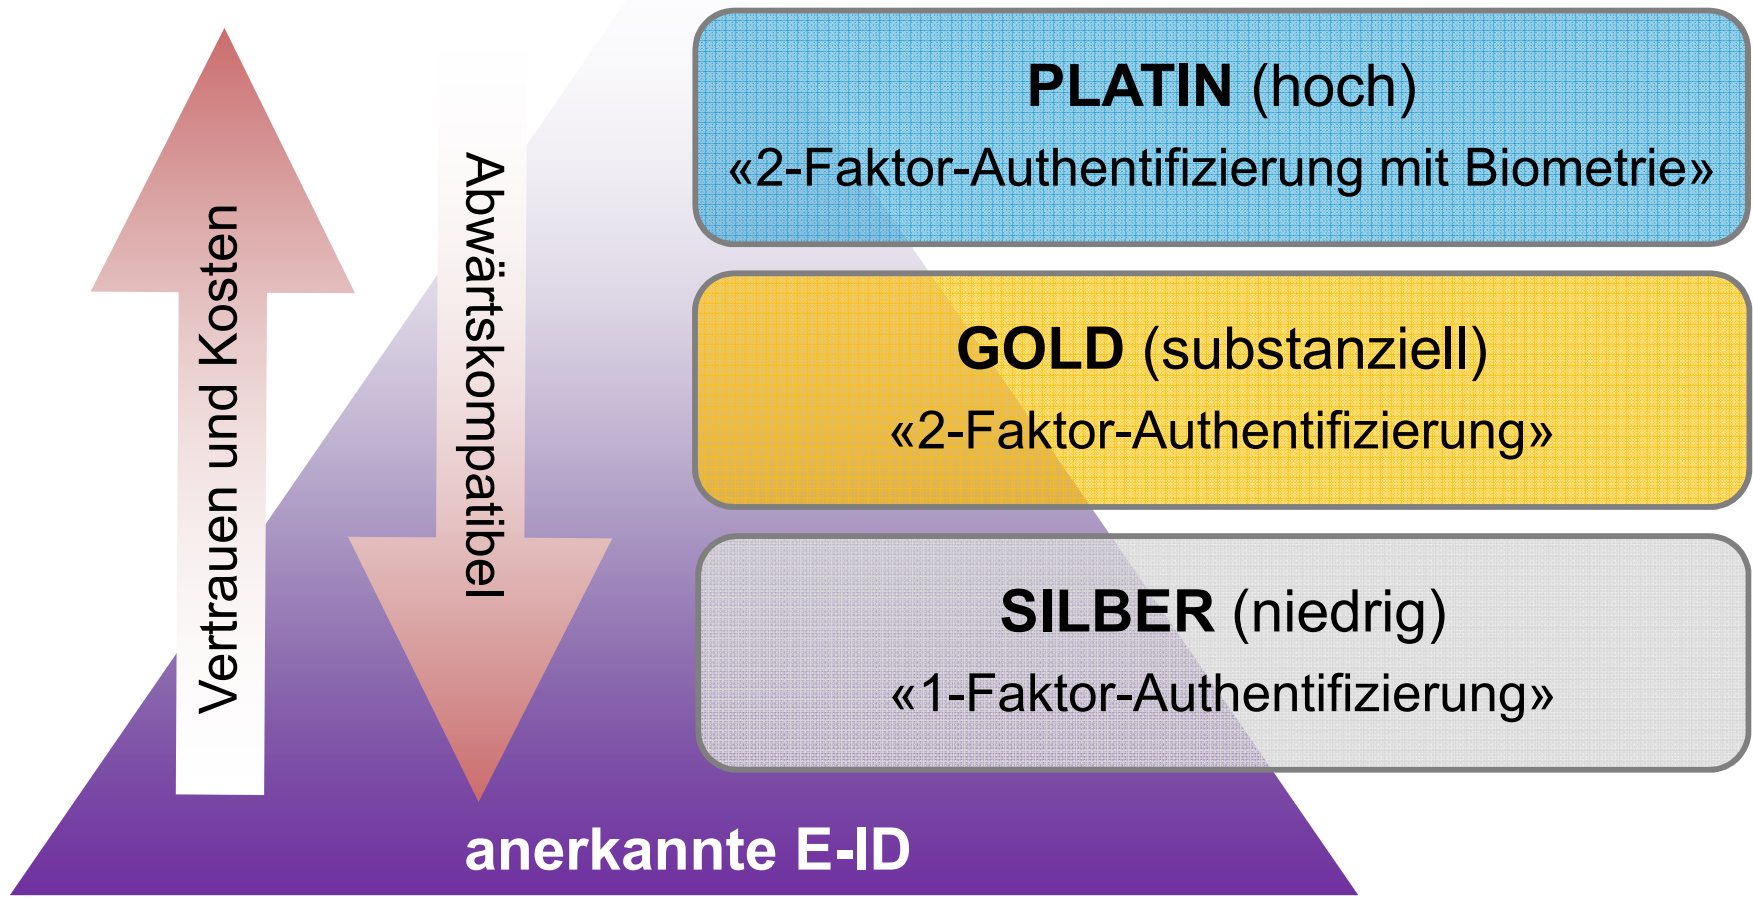 Vertrauen und Kosten
Abwärtskompatibel
PLATIN (hoch)
«2-Faktor-Authentifizierung mit Biometrie»
GOLD (substanziell)
«2-Faktor-Authentifizierung»
SILBER (niedrig)
«1-Faktor-Authentifizierung»
anerkannte E-ID